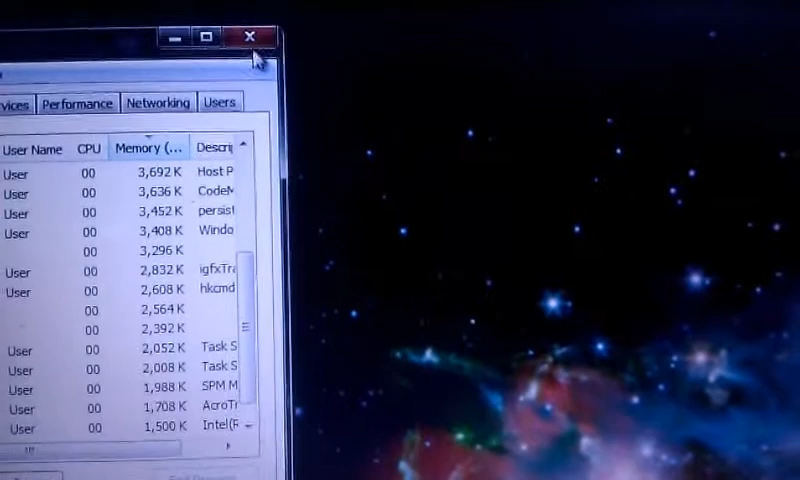 vices Performance Networking Users
User Name CPU Memory (... Descrip
User 00 3,692 K Host P
User 00 3,636 K CodeM
User 00 3,452 K persist
User 00 3,408 K Windo
00 3,296 K
User 00 2,832 K igfxTra
User 00 2,608 K hkcmd
00 2,564 K
00 2,392 K
User 00 2,052 K Task S
User 00 2,008 K Task S
User 00 1,988 K SPM M
User 00 1,708 K AcroTr
User 00 1,500 K Intel(R